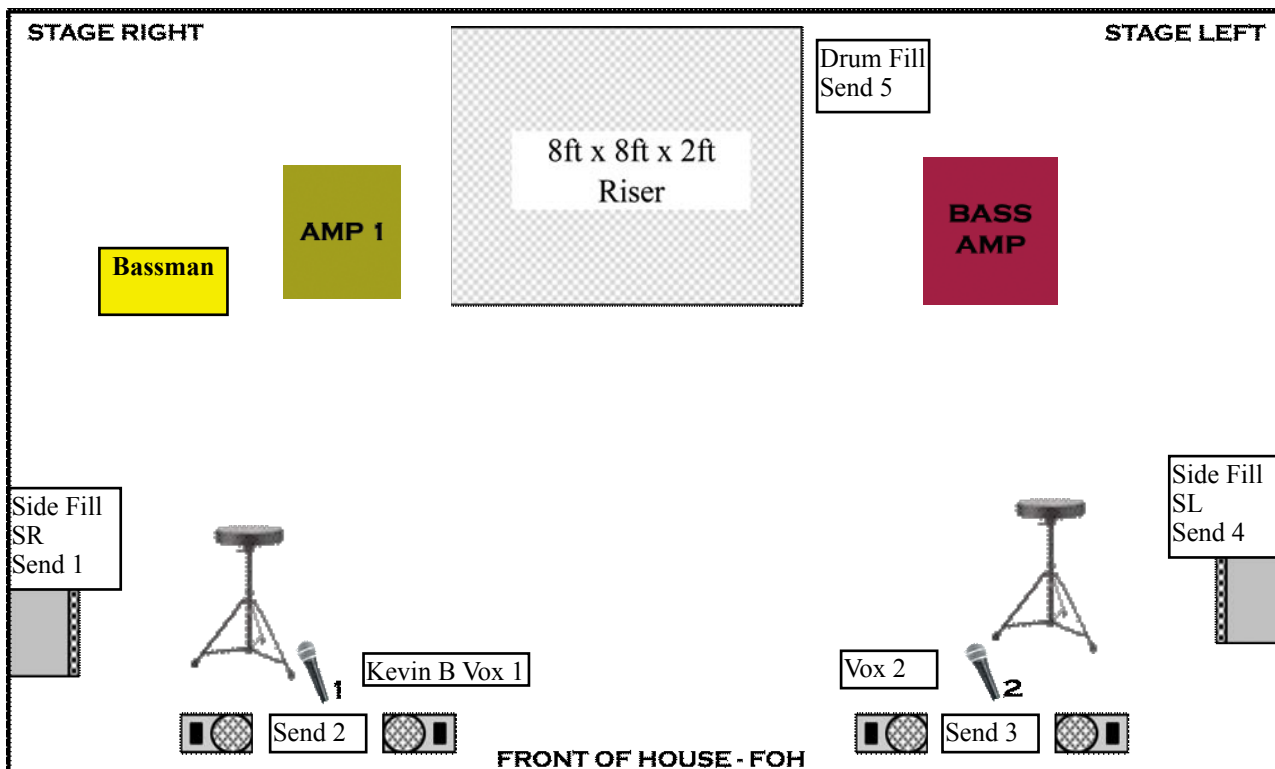 STAGE RIGHT
STAGE LEFT
Drum Fill
Send 5
8ft x 8ft x 2ft
Riser
AMP 1
BASS
AMP
Bassman
Side Fill
SR
Send 1
Side Fill
SL
Send 4
Kevin B Vox 1
1
Vox 2
2
Send 2
Send 3
FRONT OF HOUSE - FOH